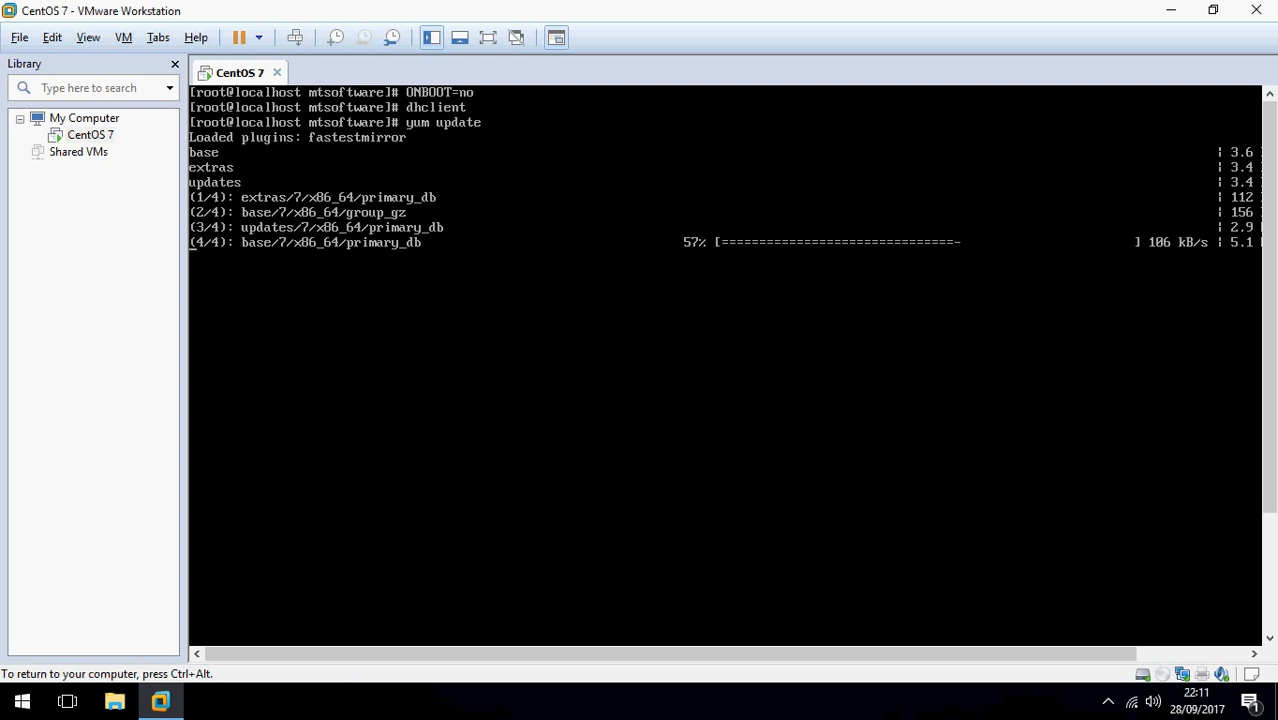 CentOS 7 - VMware Workstation
File Edit View VM Tabs Help
Library
Type here to search
My Computer
CentOS 7
Shared VMs
CentOS 7
[root@localhost mtsoftware]# ONBOOT=no
[root@localhost mtsoftware]# dhclient
[root@localhost mtsoftware]# yum update
Loaded plugins: fastestmirror
base | 3.6
extras | 3.4
updates | 3.4
(1/4): extras/7/x86_64/primary_db | 112
(2/4): base/7/x86_64/group_gz | 156
(3/4): updates/7/x86_64/primary_db | 2.9
(4/4): base/7/x86_64/primary_db 57% [===============================- ] 106 kB/s | 5.1
To return to your computer, press Ctrl+Alt.
22:11
28/09/2017
1